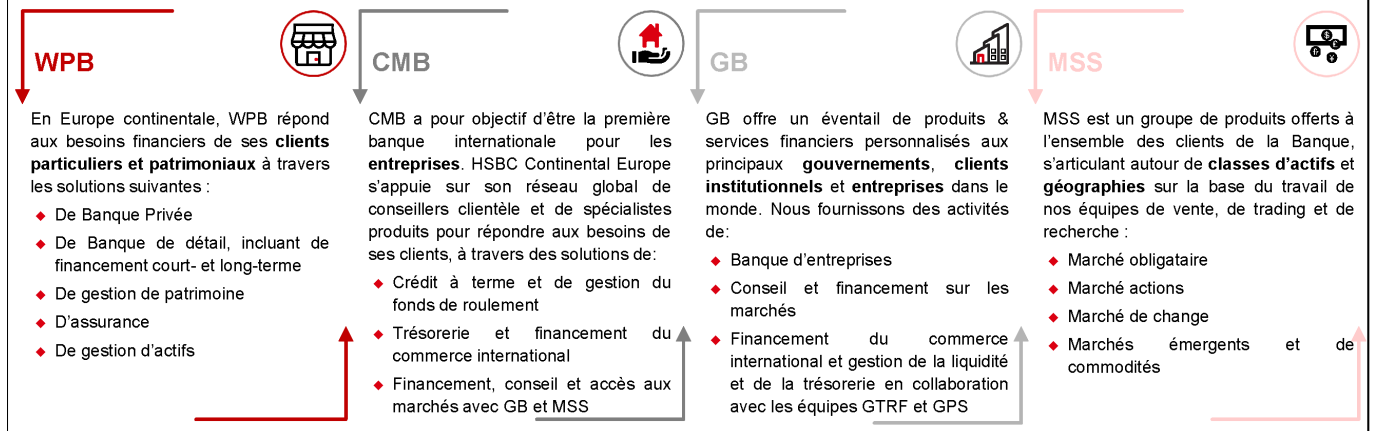 WPB
En Europe continentale, WPB répond
aux besoins financiers de ses clients
particuliers et patrimoniaux à travers
les solutions suivantes :
◆ De Banque Privée
◆ De Banque de détail, incluant de
financement court- et long-terme
◆ De gestion de patrimoine
◆ D'assurance
◆ De gestion d'actifs
CMB
CMB a pour objectif d'être la première
banque internationale pour les
entreprises. HSBC Continental Europe
s'appuie sur son réseau global de
conseillers clientèle et de spécialistes
produits pour répondre aux besoins de
ses clients, à travers des solutions de:
◆ Crédit à terme et de gestion du
fonds de roulement
◆ Trésorerie et financement du
commerce international
◆ Financement, conseil et accès aux
marchés avec GB et MSS
GB
GB offre un éventail de produits &
services financiers personnalisés aux
principaux gouvernements, clients
institutionnels et entreprises dans le
monde. Nous fournissons des activités
de:
◆ Banque d'entreprises
◆ Conseil et financement sur les
marchés
◆ Financement du commerce
international et gestion de la liquidité
et de la trésorerie en collaboration
avec les équipes GTRF et GPS
MSS
MSS est un groupe de produits offerts à
l'ensemble des clients de la Banque,
s'articulant autour de classes d'actifs et
géographies sur la base du travail de
nos équipes de vente, de trading et de
recherche :
◆ Marché obligataire
◆ Marché actions
◆ Marché de change
◆ Marchés émergents et de
commodités